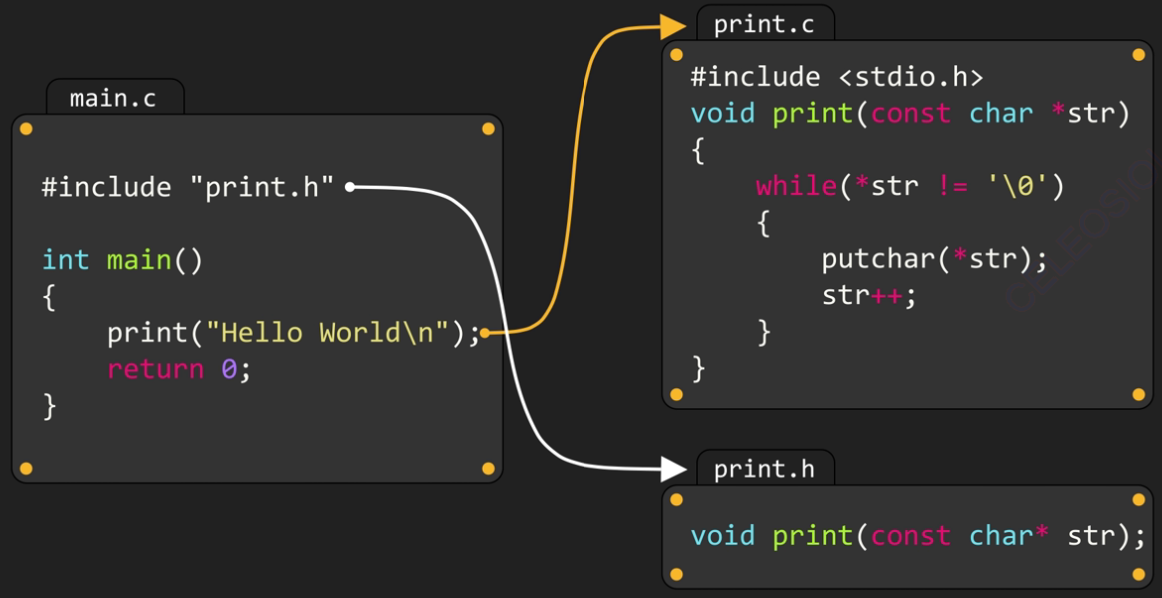 main.c
#include "print.h"
int main()
{
    print("Hello World\n");
    return 0;
}
print.c
#include <stdio.h>
void print(const char *str)
{
    while(*str != '\0')
    {
        putchar(*str);
        str++;
    }
}
print.h
void print(const char* str);